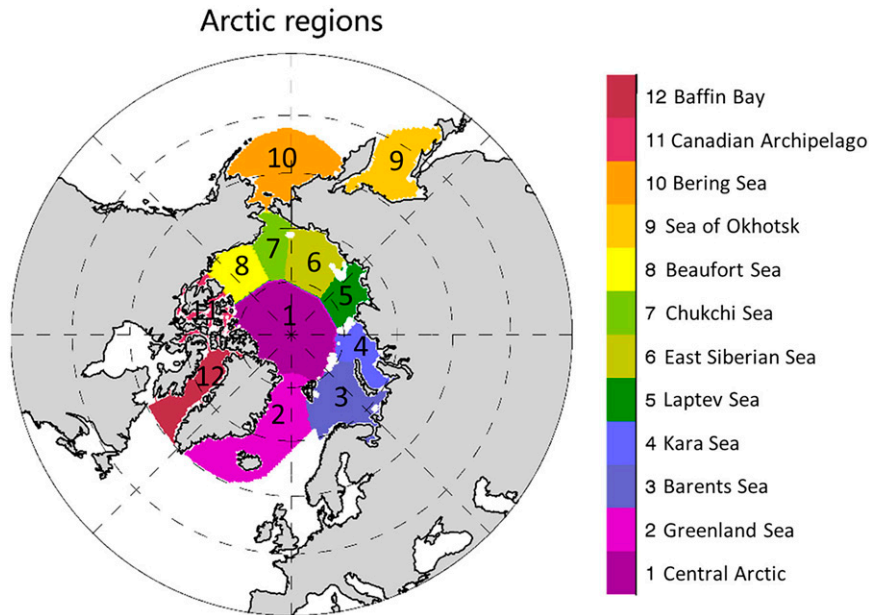 Arctic regions
10
9
7
6
8
5
11
1
4
12
3
2
12 Baffin Bay
11 Canadian Archipelago
10 Bering Sea
9 Sea of Okhotsk
8 Beaufort Sea
7 Chukchi Sea
6 East Siberian Sea
5 Laptev Sea
4 Kara Sea
3 Barents Sea
2 Greenland Sea
1 Central Arctic